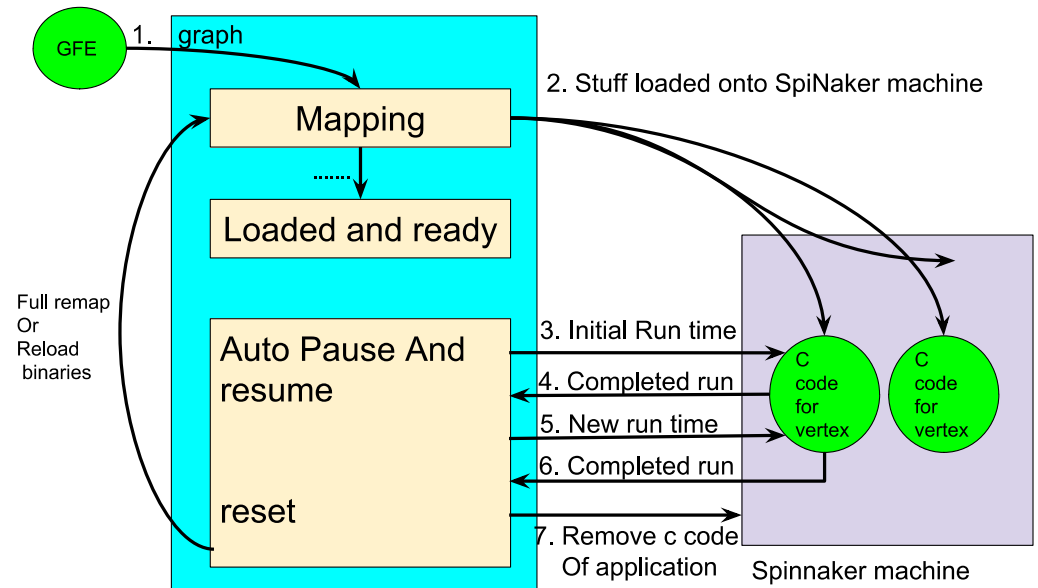 GFE
1.
graph
2. Stuff loaded onto SpiNaker machine
Mapping
.......
Loaded and ready
Full remap
Or
Reload
binaries
Auto Pause And
resume
reset
3. Initial Run time
4. Completed run
5. New run time
6. Completed run
7. Remove c code
Of application
C
code
for
vertex
C
code
for
vertex
Spinnaker machine